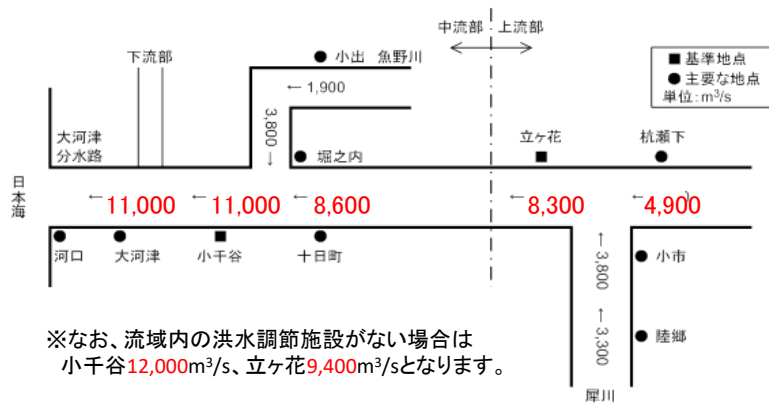 中流部 上流部
下流部
小出 魚野川
■基準地点
●主要な地点
単位:m³/s
←1,900
3,800→
大河津
分水路
堀之内
立ヶ花
杭瀬下
日本海
←11,000
←11,000
←8,600
←8,300
←4,900
河口
大河津
小千谷
十日町
←3,800
小市
←3,300
陸郷
※なお、流域内の洪水調節施設がない場合は
小千谷12,000m³/s、立ヶ花9,400m³/sとなります。
犀川